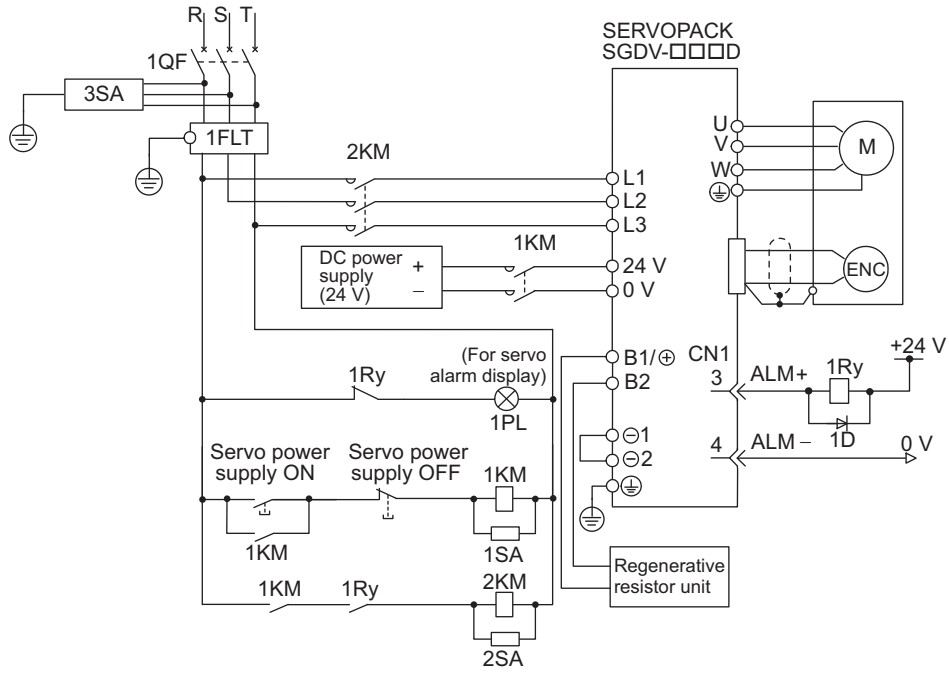 R S T
SERVOPACK
SGDV-□□□D
1QF
3SA
1FLT
2KM
U
V
W
M
L1
L2
L3
1KM
DC power
supply
(24 V)
+
−
24 V
0 V
ENC
+24 V
(For servo
alarm display)
1Ry
1PL
B1/⊕
B2
CN1
3
ALM+
1Ry
1D
⊖1
⊖2
4
ALM −
0 V
Servo power
supply ON
Servo power
supply OFF
1KM
1KM
1SA
Regenerative
resistor unit
1KM
1Ry
2KM
2SA